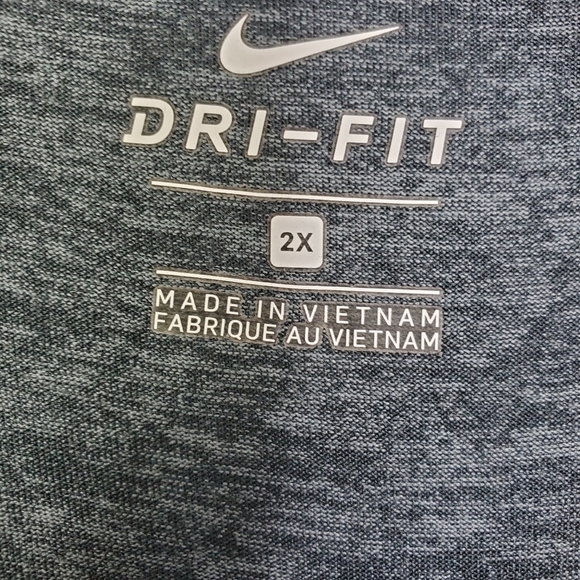 DRI-FIT
2X
MADE IN VIETNAM
FABRIQUE AU VIETNAM